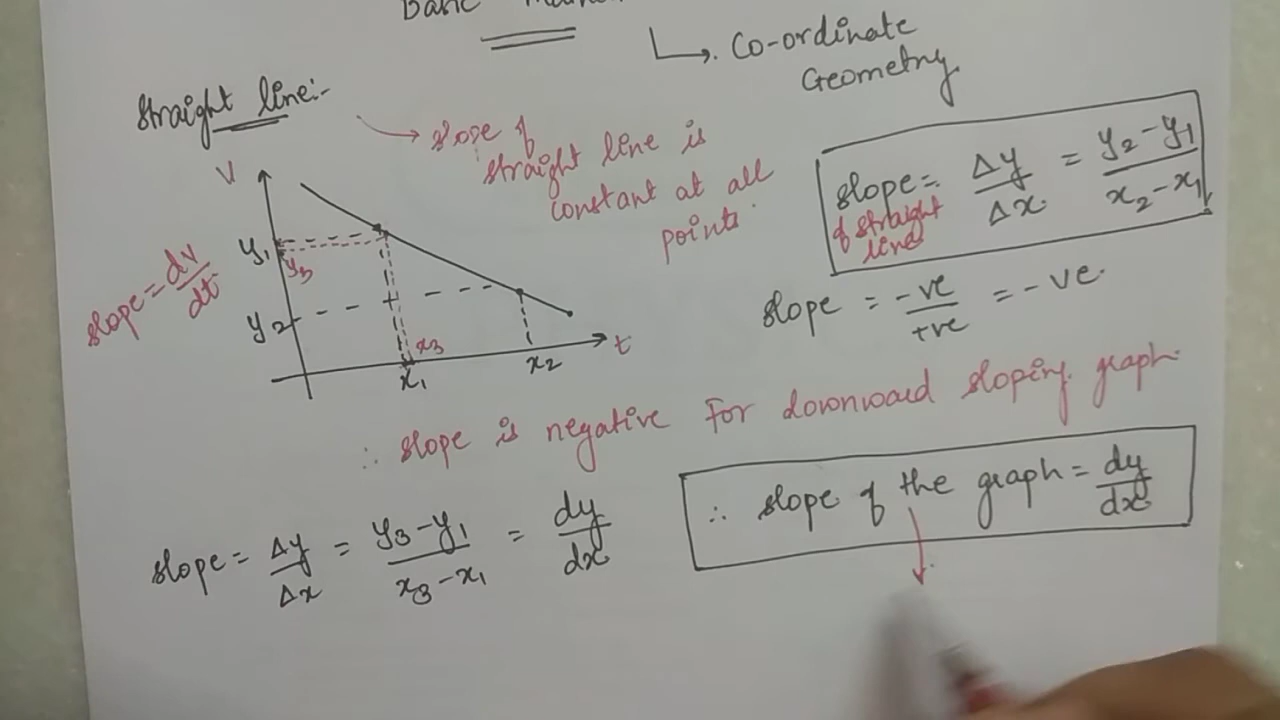 Basic
↳ Co-ordinate
Geometry
Straight line:-
→ slope of
straight line is
constant at all
points.
slope = Δy/Δx = y₂-y₁/x₂-x₁
of straight
line
V
y₁
y₃
slope = dv/dt
y₂
x₃
t
x₁
x₂
slope = -ve/+ve = -ve.
∴ slope is negative for downward sloping graph.
slope = Δy/Δx = y₃-y₁/x₃-x₁ = dy/dx
∴ slope of the graph = dy/dx